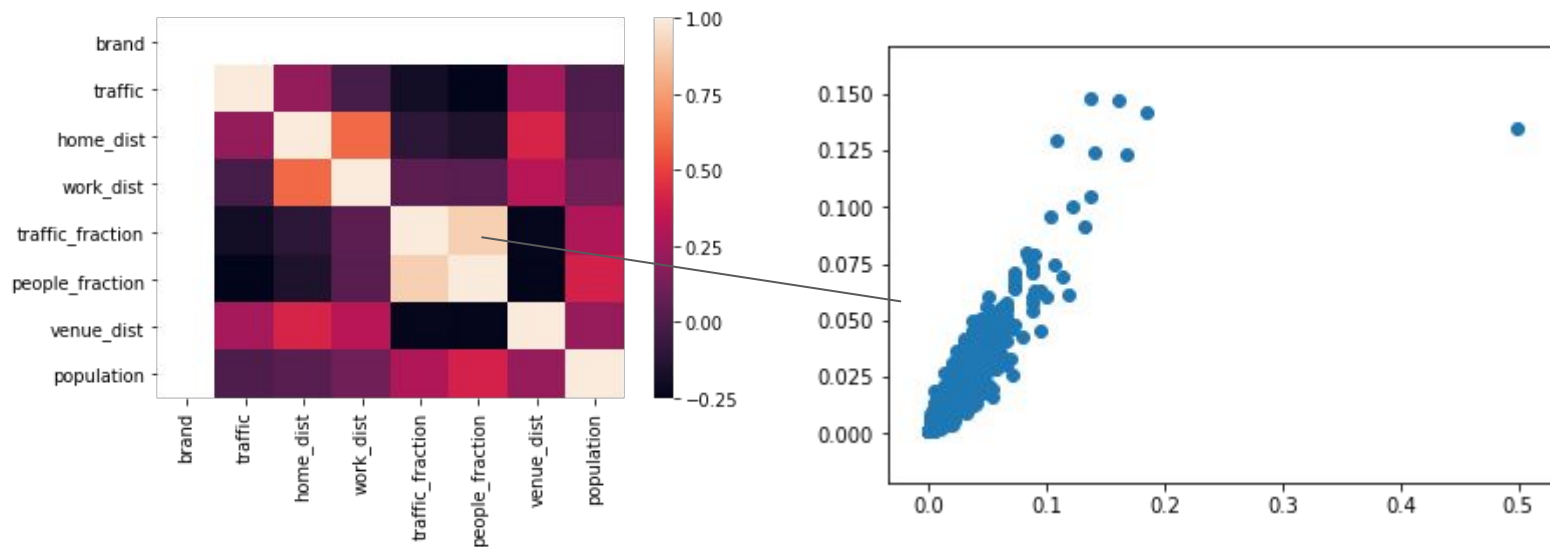 brand
traffic
home_dist
work_dist
traffic_fraction
people_fraction
venue_dist
population
brand
traffic
home_dist
work_dist
traffic_fraction
people_fraction
venue_dist
population
1.00
0.75
0.50
0.25
0.00
−0.25
0.150
0.125
0.100
0.075
0.050
0.025
0.000
0.0 0.1 0.2 0.3 0.4 0.5